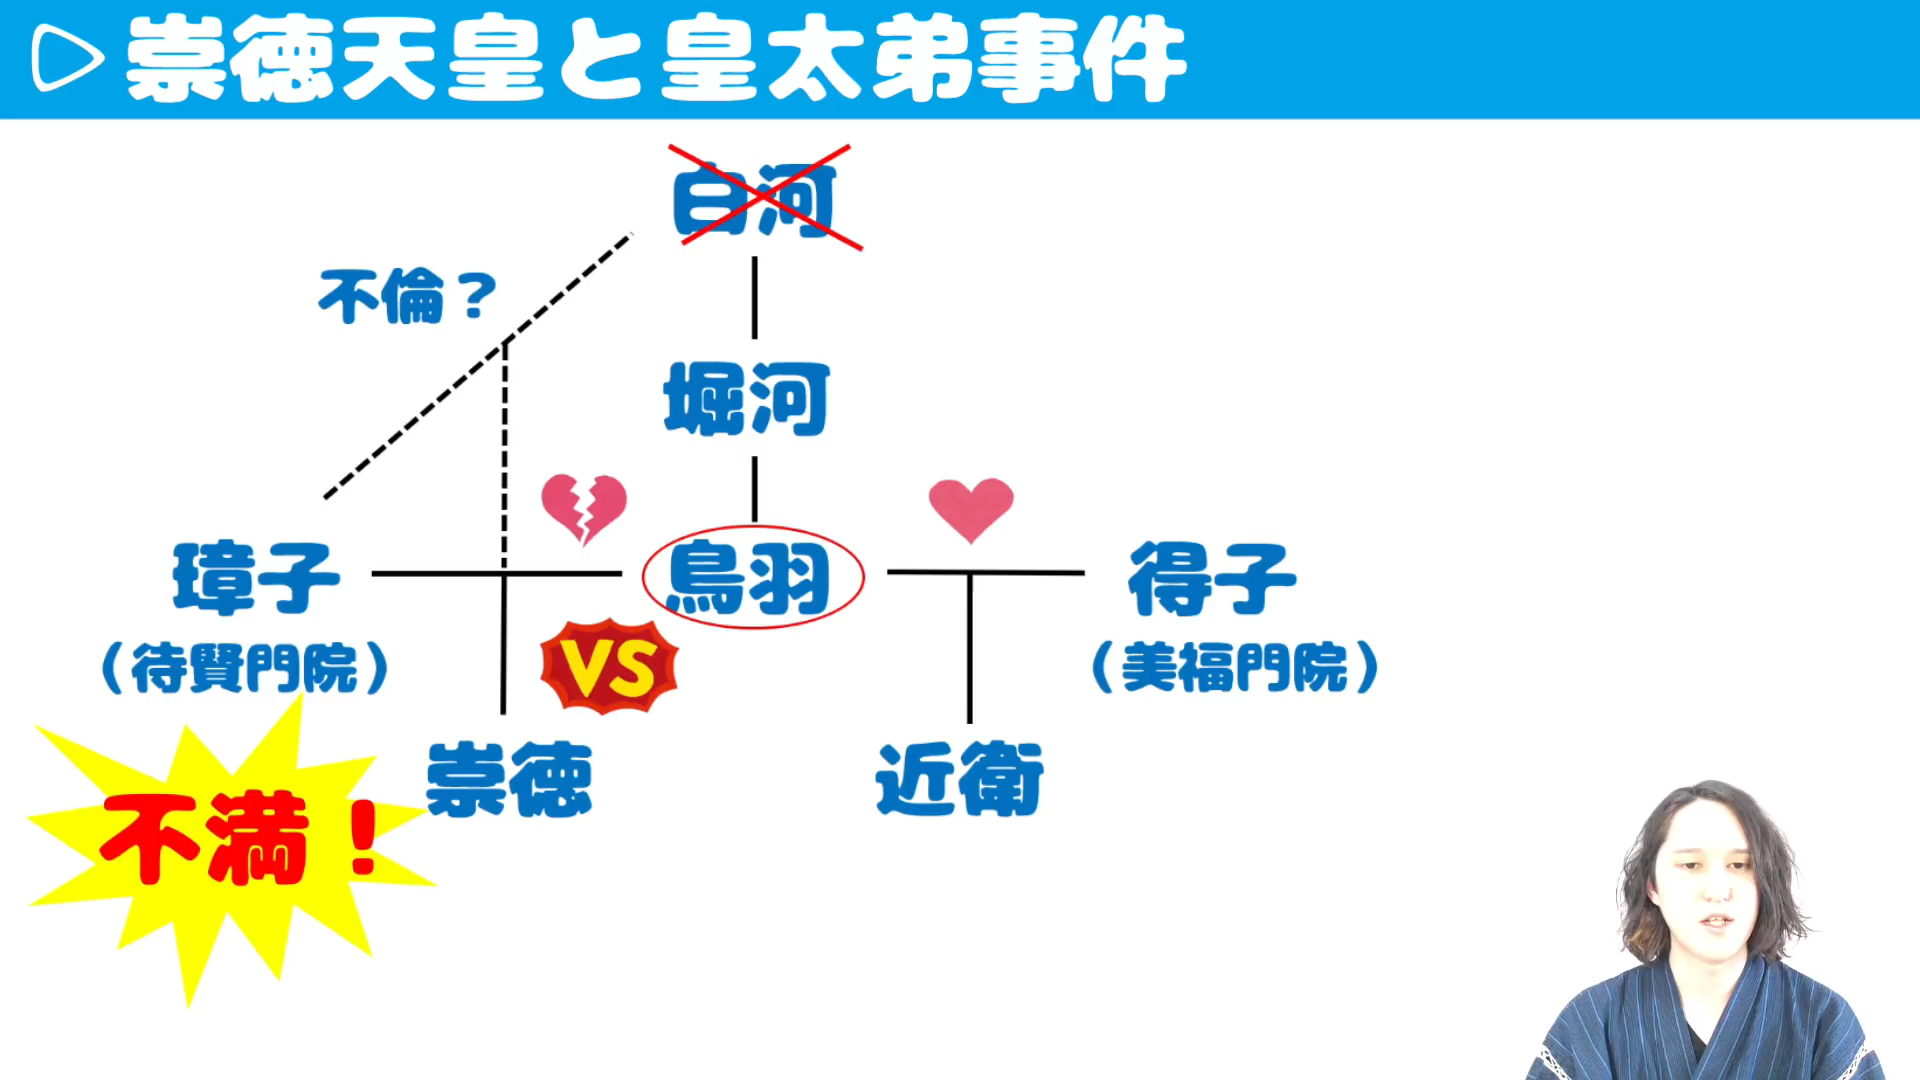 崇徳天皇と皇太弟事件
白河
不倫？
堀河
璋子
鳥羽
得子
（待賢門院）
VS
（美福門院）
崇徳
近衛
不満！